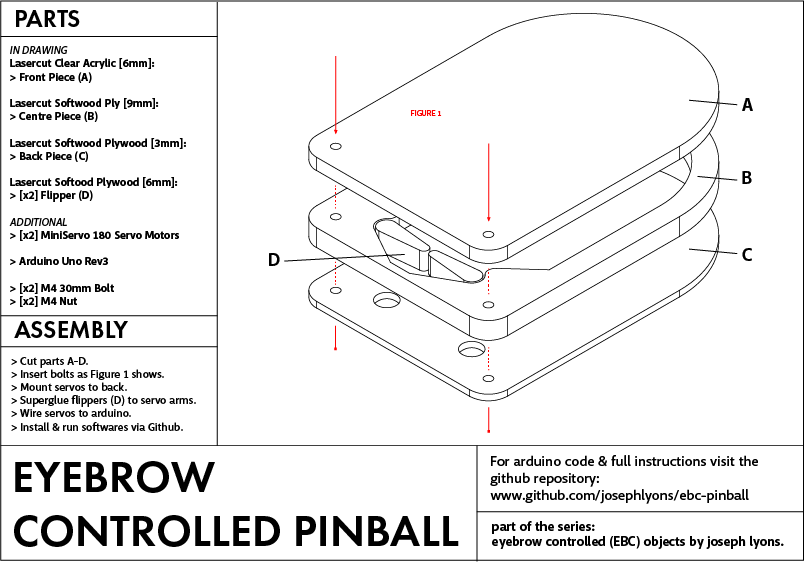 PARTS
IN DRAWING
Lasercut Clear Acrylic [6mm]:
> Front Piece (A)
Lasercut Softwood Ply [9mm]:
> Centre Piece (B)
Lasercut Softwood Plywood [3mm]:
> Back Piece (C)
Lasercut Softood Plywood [6mm]:
> [x2] Flipper (D)
ADDITIONAL
> [x2] MiniServo 180 Servo Motors
> Arduino Uno Rev3
> [x2] M4 30mm Bolt
> [x2] M4 Nut
ASSEMBLY
> Cut parts A-D.
> Insert bolts as Figure 1 shows.
> Mount servos to back.
> Superglue flippers (D) to servo arms.
> Wire servos to arduino.
> Install & run softwares via Github.
FIGURE 1
A
B
C
D
EYEBROW
CONTROLLED PINBALL
For arduino code & full instructions visit the
github repository:
www.github.com/josephlyons/ebc-pinball
part of the series:
eyebrow controlled (EBC) objects by joseph lyons.